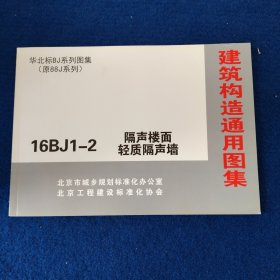 华北标BJ系列图集
(原88J系列)
16BJ1-2
隔声楼面
轻质隔声墙
北京市城乡规划标准化办公室
北京工程建设标准化协会
建筑构造通用图集